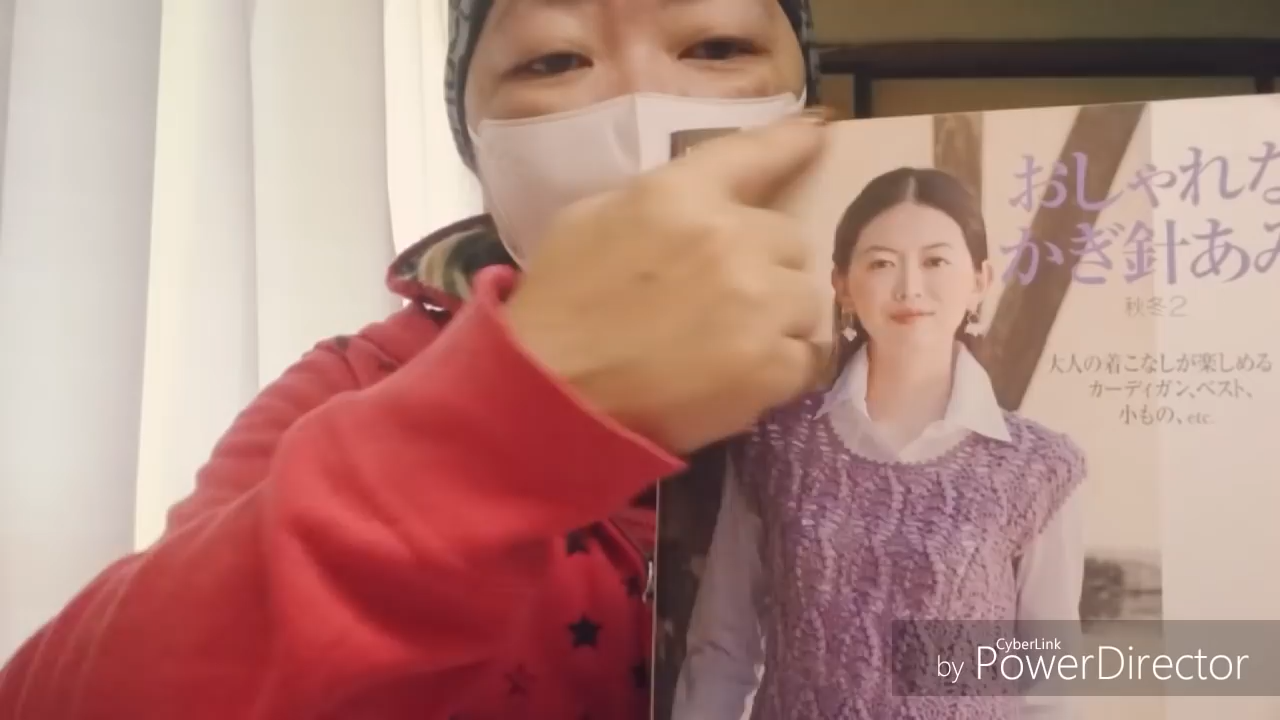 おしゃれな
かぎ針あみ
秋冬2
大人の着こなしが楽しめる
カーディガン、ベスト、
小もの、etc.
CyberLink
by PowerDirector